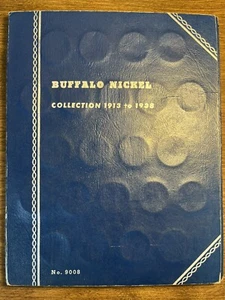 BUFFALO NICKEL
COLLECTION 1913 to 1938
No. 9008